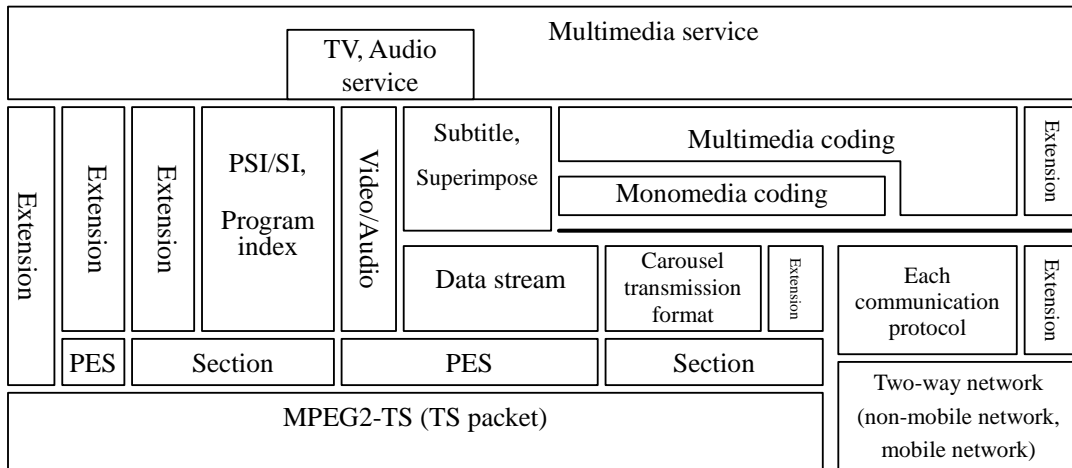 Multimedia service
TV, Audio
service
Extension
Extension
Extension
PSI/SI,
Program
index
Video/Audio
Subtitle,
Superimpose
Multimedia coding
Monomedia coding
Extension
Data stream
Carousel
transmission
format
Extension
Each
communication
protocol
Extension
PES
Section
PES
Section
MPEG2-TS (TS packet)
Two-way network
(non-mobile network,
mobile network)